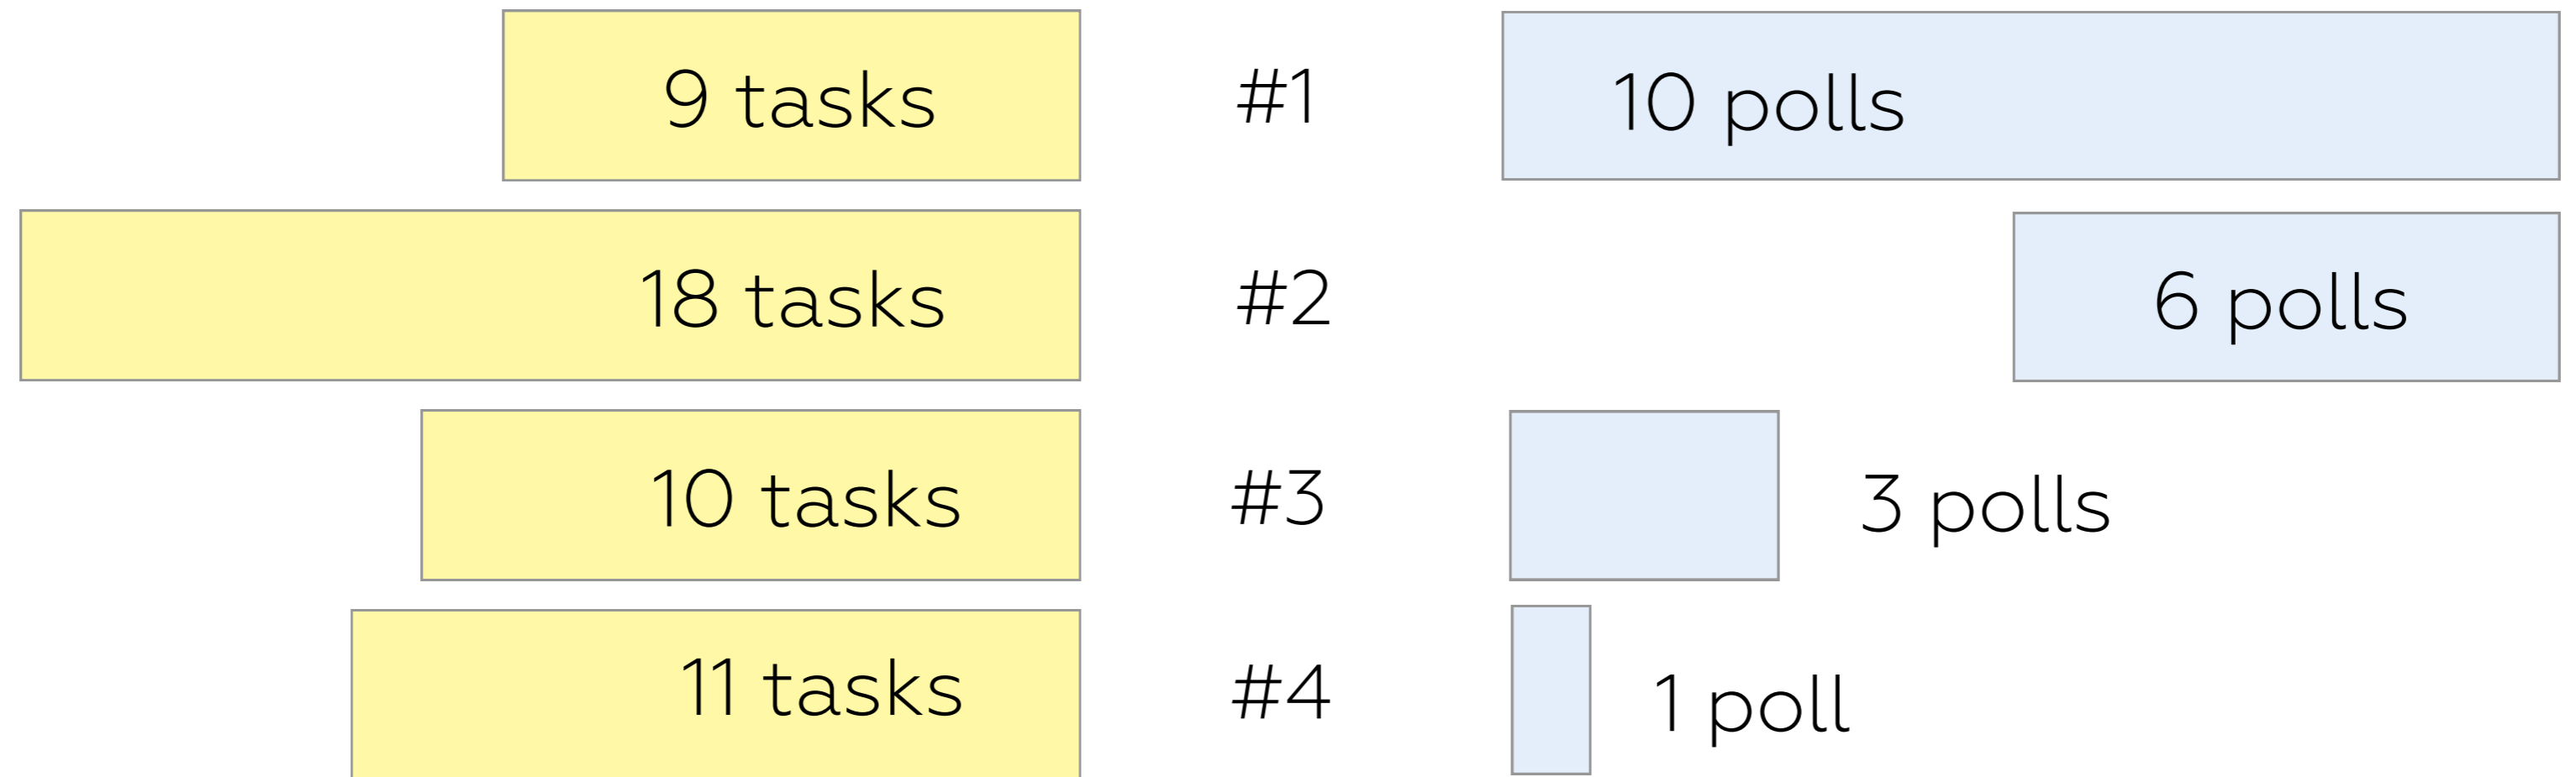 9 tasks #1 10 polls
18 tasks #2 6 polls
10 tasks #3 3 polls
11 tasks #4 1 poll